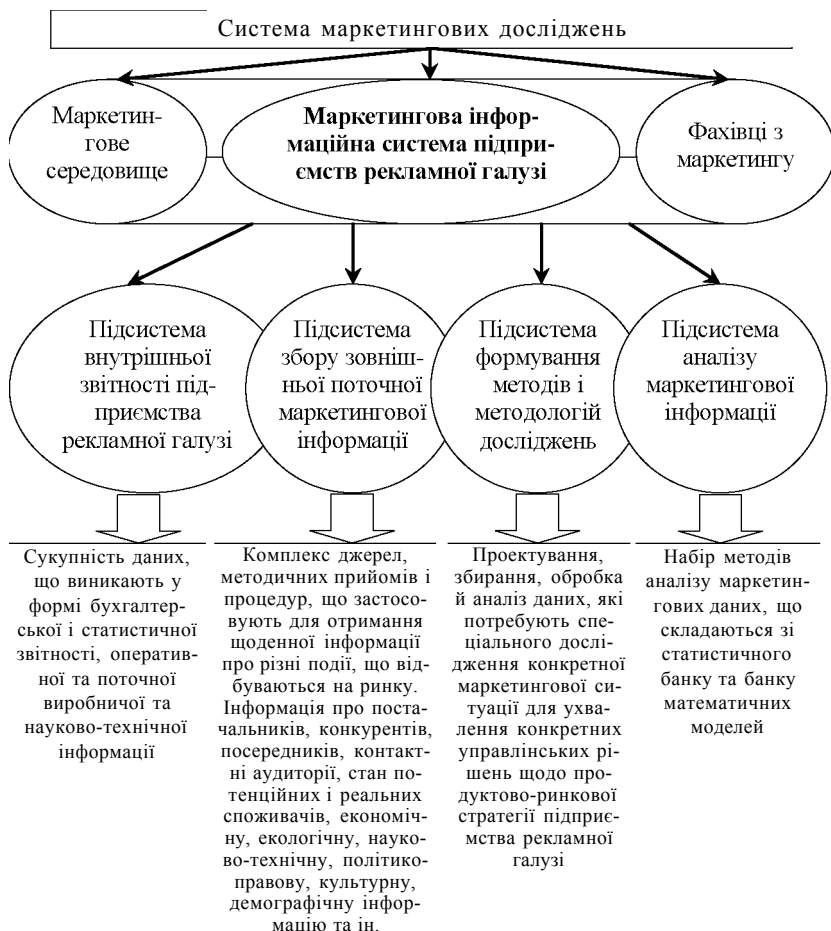 Система маркетингових досліджень
Маркетин-
гове
середовище
Маркетингова інфор-
маційна система підпри-
ємств рекламної галузі
Фахівці з
маркетингу
Підсистема
внутрішньої
звітності під-
приємства
рекламної галузі
Підсистема
збору зовніш-
ньої поточної
маркетингової
інформації
Підсистема
формування
методів і
методологій
досліджень
Підсистема
аналізу
маркетингової
інформації
Сукупність даних,
що виникають у
формі бухгалтер-
ської і статистичної
звітності, оператив-
ної та поточної
виробничої та
науково-технічної
інформації
Комплекс джерел,
методичних прийомів і
процедур, що застосо-
вують для отримання
щоденної інформації
про різні події, що від-
буваються на ринку.
Інформація про поста-
чальників, конкурентів,
посередників, контакт-
ні аудиторії, стан по-
тенційних і реальних
споживачів, економіч-
ну, екологічну, науко-
во-технічну, політико-
правову, культурну,
демографічну інфор-
мацію та ін.
Проектування,
збирання, обробка
й аналіз даних, які
потребують спе-
ціального дослі-
дження конкретної
маркетингової си-
туації для ухва-
лення конкретних
управлінських рі-
шень щодо про-
дуктово-ринкової
стратегії підприє-
мства рекламної
галузі
Набір методів
аналізу маркетин-
гових даних, що
складаються зі
статистичного
банку та банку
математичних
моделей